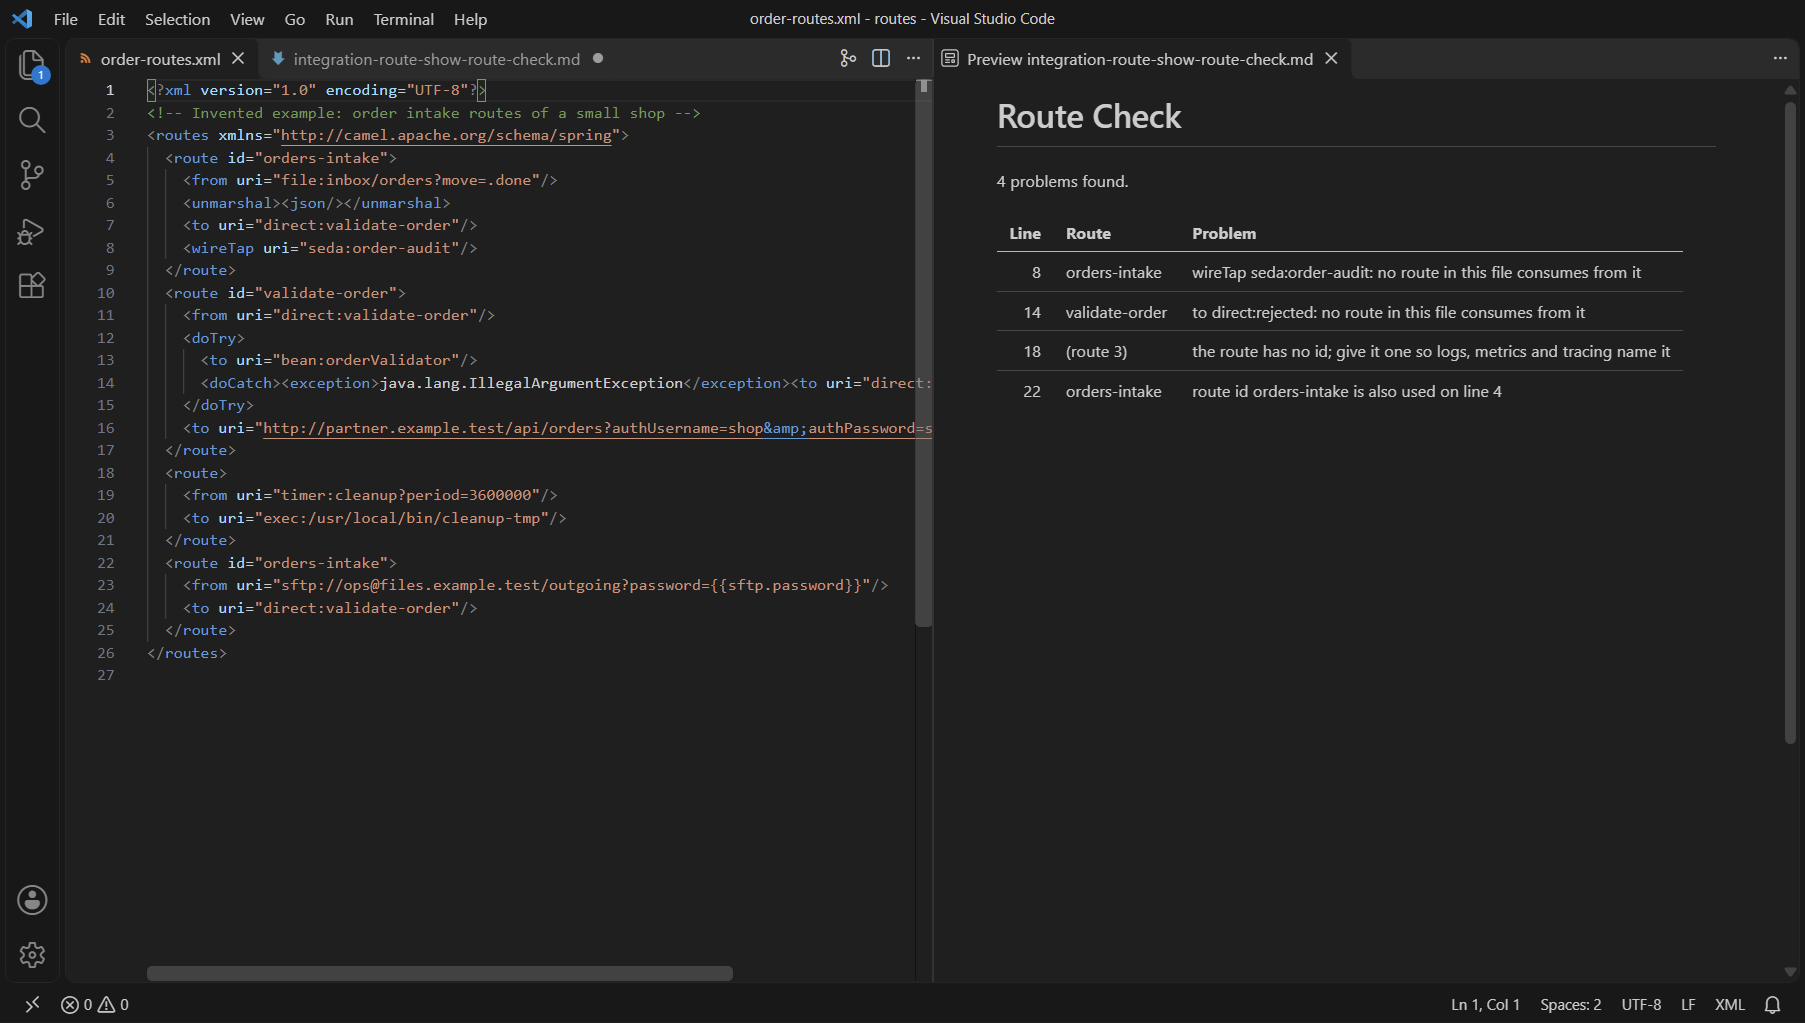 File Edit Selection View Go Run Terminal Help
order-routes.xml - routes - Visual Studio Code
1
order-routes.xml
integration-route-show-route-check.md
Preview integration-route-show-route-check.md
1 <?xml version="1.0" encoding="UTF-8"?>
2 <!-- Invented example: order intake routes of a small shop -->
3 <routes xmlns="http://camel.apache.org/schema/spring">
4 <route id="orders-intake">
5 <from uri="file:inbox/orders?move=.done"/>
6 <unmarshal><json/></unmarshal>
7 <to uri="direct:validate-order"/>
8 <wireTap uri="seda:order-audit"/>
9 </route>
10 <route id="validate-order">
11 <from uri="direct:validate-order"/>
12 <doTry>
13 <to uri="bean:orderValidator"/>
14 <doCatch><exception>java.lang.IllegalArgumentException</exception><to uri="direct:
15 </doTry>
16 <to uri="http://partner.example.test/api/orders?authUsername=shop&amp;authPassword=s
17 </route>
18 <route>
19 <from uri="timer:cleanup?period=3600000"/>
20 <to uri="exec:/usr/local/bin/cleanup-tmp"/>
21 </route>
22 <route id="orders-intake">
23 <from uri="sftp://ops@files.example.test/outgoing?password={{sftp.password}}"/>
24 <to uri="direct:validate-order"/>
25 </route>
26 </routes>
27
Route Check
4 problems found.
Line Route Problem
8 orders-intake wireTap seda:order-audit: no route in this file consumes from it
14 validate-order to direct:rejected: no route in this file consumes from it
18 (route 3) the route has no id; give it one so logs, metrics and tracing name it
22 orders-intake route id orders-intake is also used on line 4
0 0
Ln 1, Col 1 Spaces: 2 UTF-8 LF XML